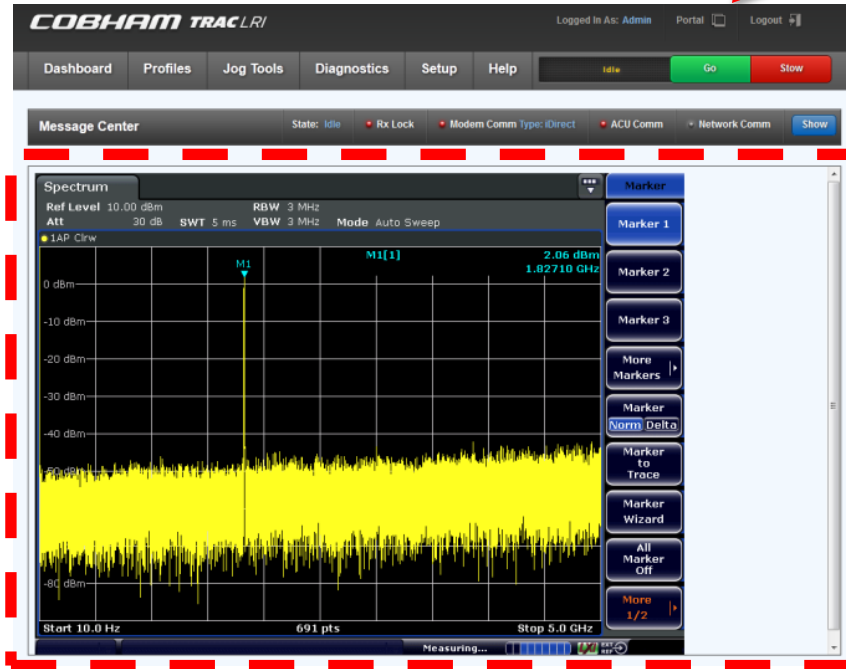 COBHAM TRAC LRI
Logged In As: Admin Portal Logout
Dashboard Profiles Jog Tools Diagnostics Setup Help Idle Go Stow
Message Center State: Idle Rx Lock Modem Comm Type: iDirect ACU Comm Network Comm Show
Spectrum
Ref Level 10.00 dBm RBW 3 MHz
Att 30 dB SWT 5 ms VBW 3 MHz Mode Auto Sweep
1AP Clrw
M1[1] 2.06 dBm
1.82710 GHz
M1
0 dBm
-10 dBm
-20 dBm
-30 dBm
-40 dBm
-80 dBm
Start 10.0 Hz 691 pts Stop 5.0 GHz
Measuring...
EXT
REF
Marker
Marker 1
Marker 2
Marker 3
More
Markers
Marker
Norm Delta
Marker
to
Trace
Marker
Wizard
All
Marker
Off
More
1/2